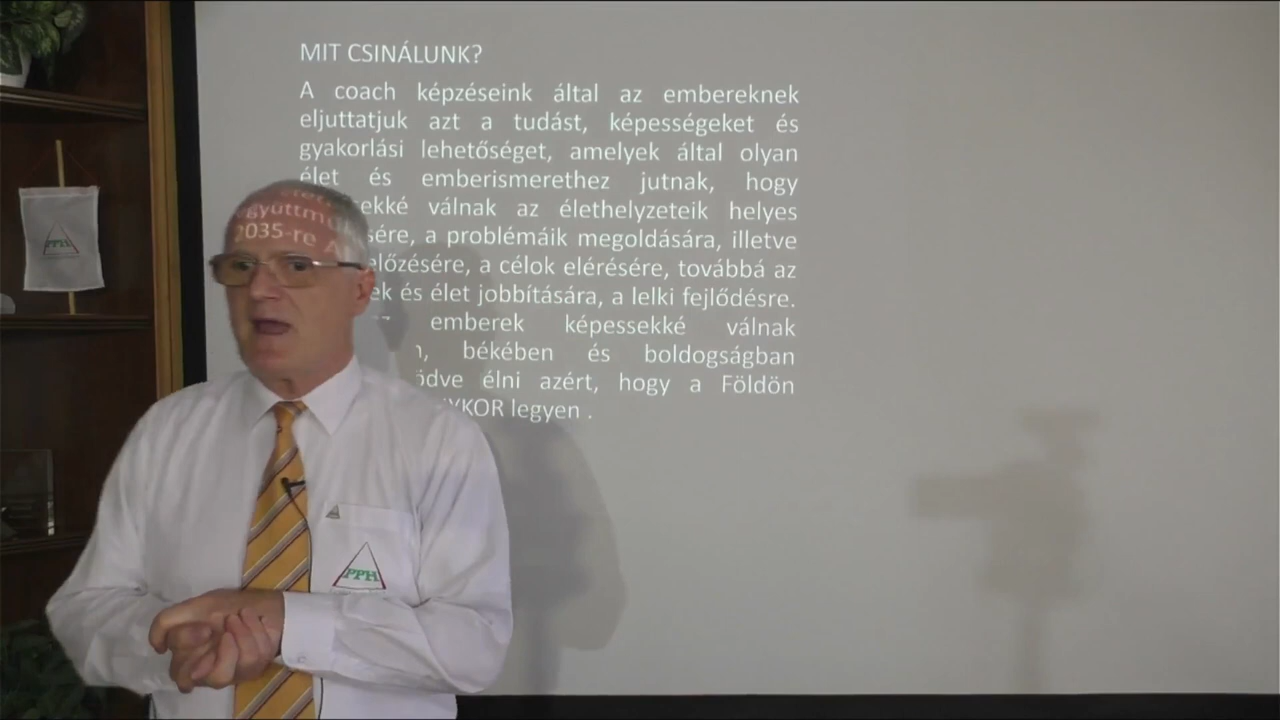 MIT CSINÁLUNK?
A coach képzéseink által az embereknek
eljuttatjuk azt a tudást, képességeket és
gyakorlási lehetőséget, amelyek által olyan
élet és emberismerethez jutnak, hogy
válnak az élethelyzeteik helyes
a problémáik megoldására, illetve
a célok elérésére, továbbá az
és élet jobbítására, a lelki fejlődésre.
emberek képessekké válnak
békében és boldogságban
élni azért, hogy a Földön
legyen .
2035-re
PPH
PPH